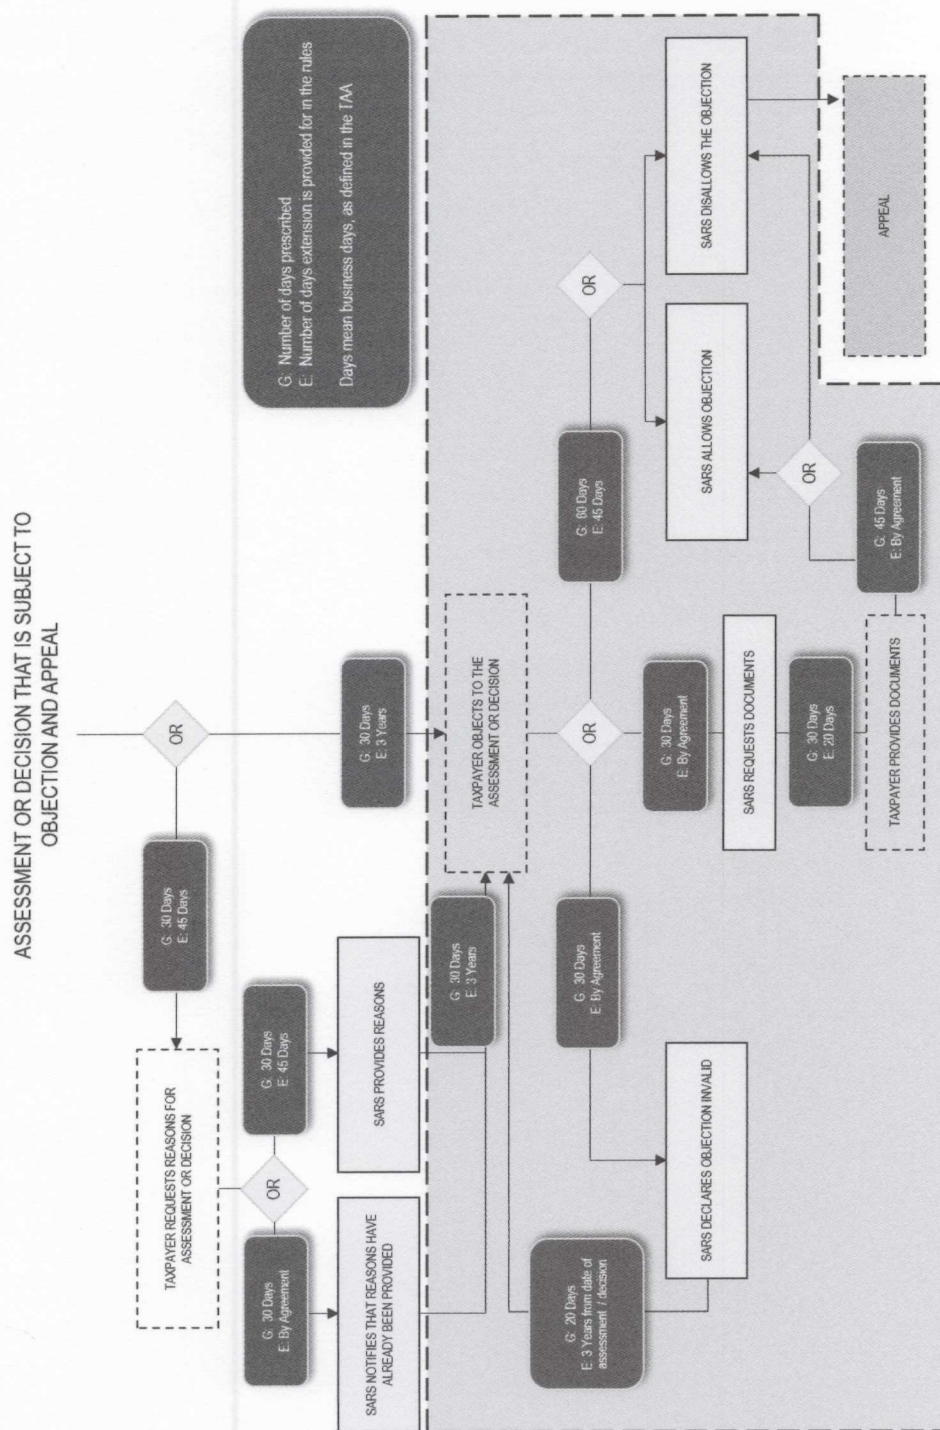 ASSESSMENT OR DECISION THAT IS SUBJECT TO
OBJECTION AND APPEAL
OR
G: 30 Days
E: 45 Days
TAXPAYER REQUESTS REASONS FOR
ASSESSMENT OR DECISION
OR
G: 30 Days
E: By Agreement
G: 30 Days
E: 45 Days
SARS NOTIFIES THAT REASONS HAVE
ALREADY BEEN PROVIDED
SARS PROVIDES REASONS
G: 30 Days
E: 3 Years
G: Number of days prescribed
E: Number of days extension is provided for in the rules
Days mean business days, as defined in the TAA
G: 30 Days
E: 3 Years
TAXPAYER OBJECTS TO THE
ASSESSMENT OR DECISION
G: 20 Days
E: 3 Years from date of
assessment / decision
G: 30 Days
E: By Agreement
OR
G: 60 Days
E: 45 Days
OR
SARS DECLARES OBJECTION INVALID
G: 30 Days
E: By Agreement
SARS REQUESTS DOCUMENTS
SARS ALLOWS OBJECTION
SARS DISALLOWS THE OBJECTION
G: 30 Days
E: 20 Days
OR
TAXPAYER PROVIDES DOCUMENTS
G: 45 Days
E: By Agreement
APPEAL